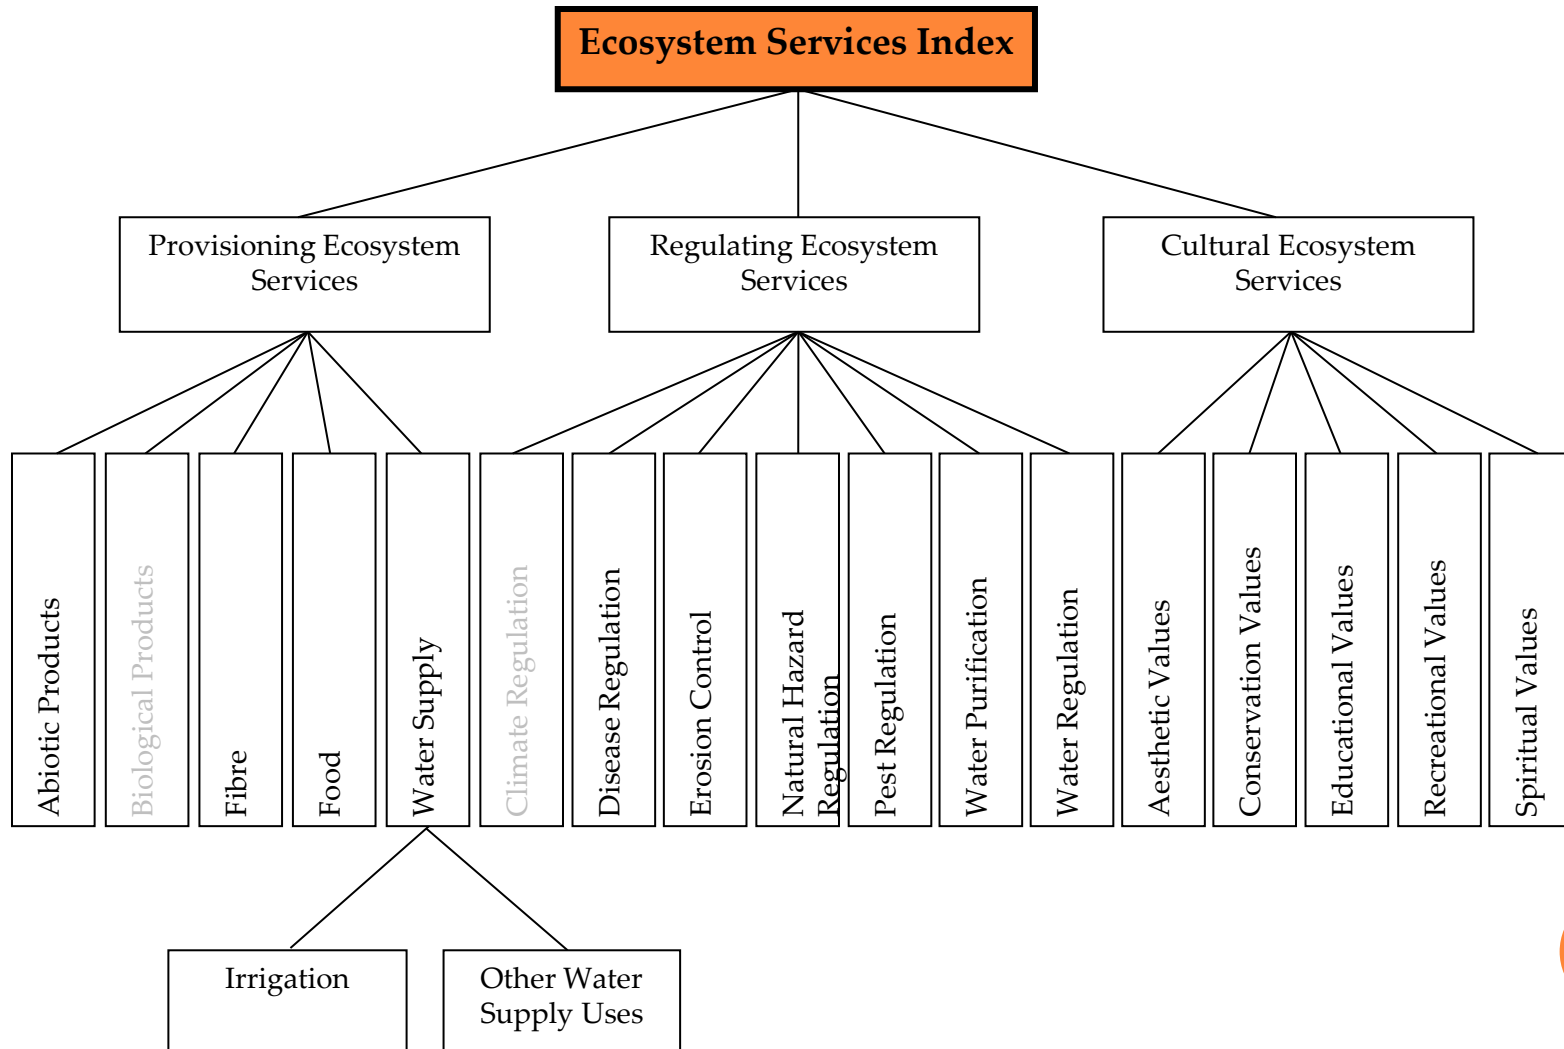 Ecosystem Services Index
Provisioning Ecosystem
Services
Regulating Ecosystem
Services
Cultural Ecosystem
Services
Abiotic Products
Biological Products
Fibre
Food
Water Supply
Climate Regulation
Disease Regulation
Erosion Control
Natural Hazard
Regulation
Pest Regulation
Water Purification
Water Regulation
Aesthetic Values
Conservation Values
Educational Values
Recreational Values
Spiritual Values
Irrigation
Other Water
Supply Uses